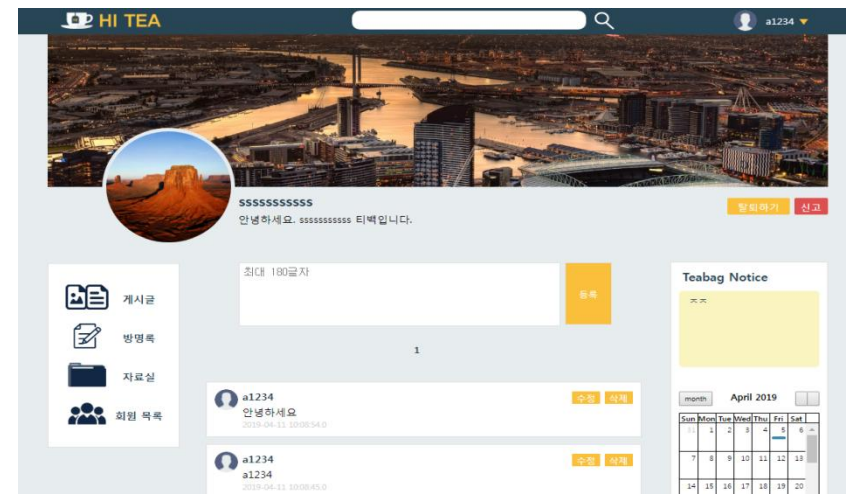 HI TEA
a1234 ▼
sssssssssss
안녕하세요. sssssssssss 티백입니다.
탈퇴하기 신고
게시글
방명록
자료실
회원 목록
최대 180글자
등록
1
a1234
안녕하세요
2019-04-11 10:08:54.0
수정 삭제
a1234
a1234
2019-04-11 10:08:45.0
수정 삭제
Teabag Notice
ㅈㅈ
month April 2019
Sun Mon Tue Wed Thu Fri Sat
31 1 2 3 4 5 6
7 8 9 10 11 12 13
14 15 16 17 18 19 20